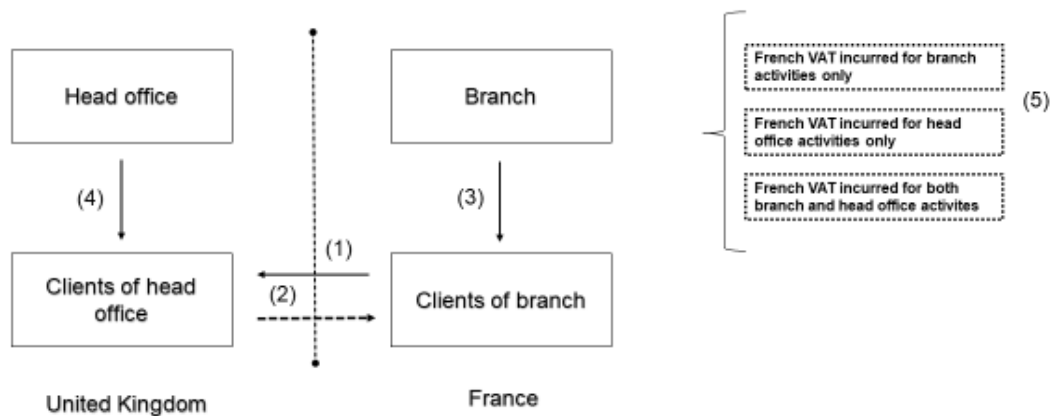 Head office
Branch
French VAT incurred for branch
activities only
(5)
French VAT incurred for head
office activities only
French VAT incurred for both
branch and head office activites
(4)
(3)
(1)
(2)
Clients of head
office
Clients of branch
United Kingdom
France